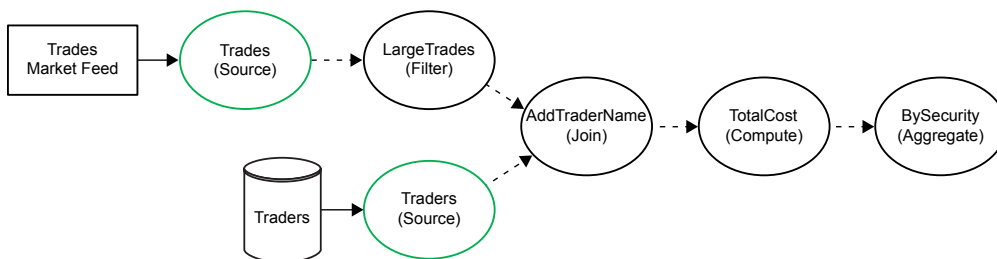 Trades
Market Feed
Trades
(Source)
LargeTrades
(Filter)
AddTraderName
(Join)
TotalCost
(Compute)
BySecurity
(Aggregate)
Traders
Traders
(Source)